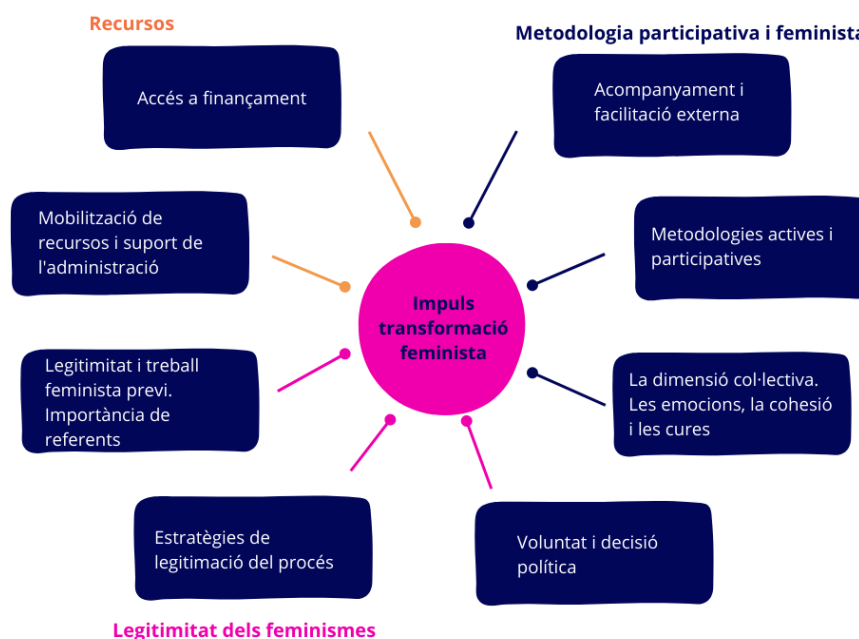 Recursos
Accés a finançament
Mobilització de
recursos i suport de
l'administració
Metodologia participativa i feminista
Acompanyament i
facilitació externa
Metodologies actives i
participatives
La dimensió col·lectiva.
Les emocions, la cohesió
i les cures
Impuls
transformació
feminista
Legitimitat i treball
feminista previ.
Importància de
referents
Estratègies de
legitimació del procés
Voluntat i decisió
política
Legitimitat dels feminismes